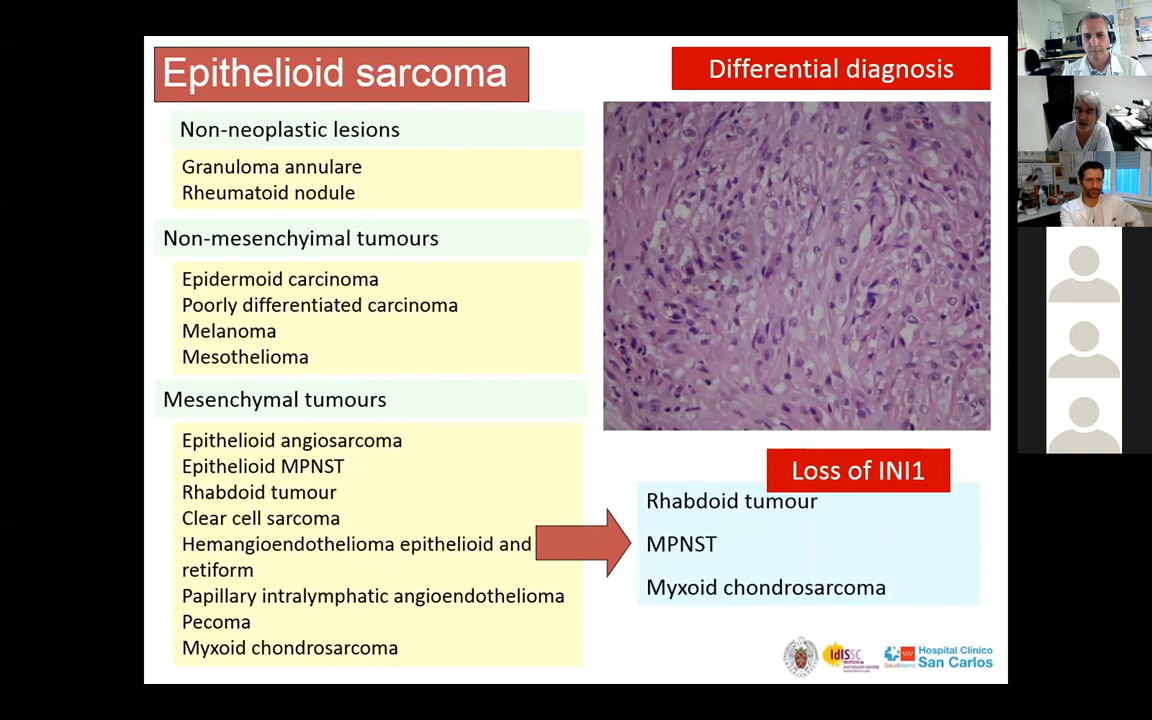 Epithelioid sarcoma
Differential diagnosis
Non-neoplastic lesions
Granuloma annulare
Rheumatoid nodule
Non-mesenchyimal tumours
Epidermoid carcinoma
Poorly differentiated carcinoma
Melanoma
Mesothelioma
Mesenchymal tumours
Epithelioid angiosarcoma
Epithelioid MPNST
Rhabdoid tumour
Clear cell sarcoma
Hemangioendothelioma epithelioid and
retiform
Papillary intralymphatic angioendothelioma
Pecoma
Myxoid chondrosarcoma
Loss of INI1
Rhabdoid tumour
MPNST
Myxoid chondrosarcoma
IdISSC
SaludMadrid
Hospital Clínico
San Carlos